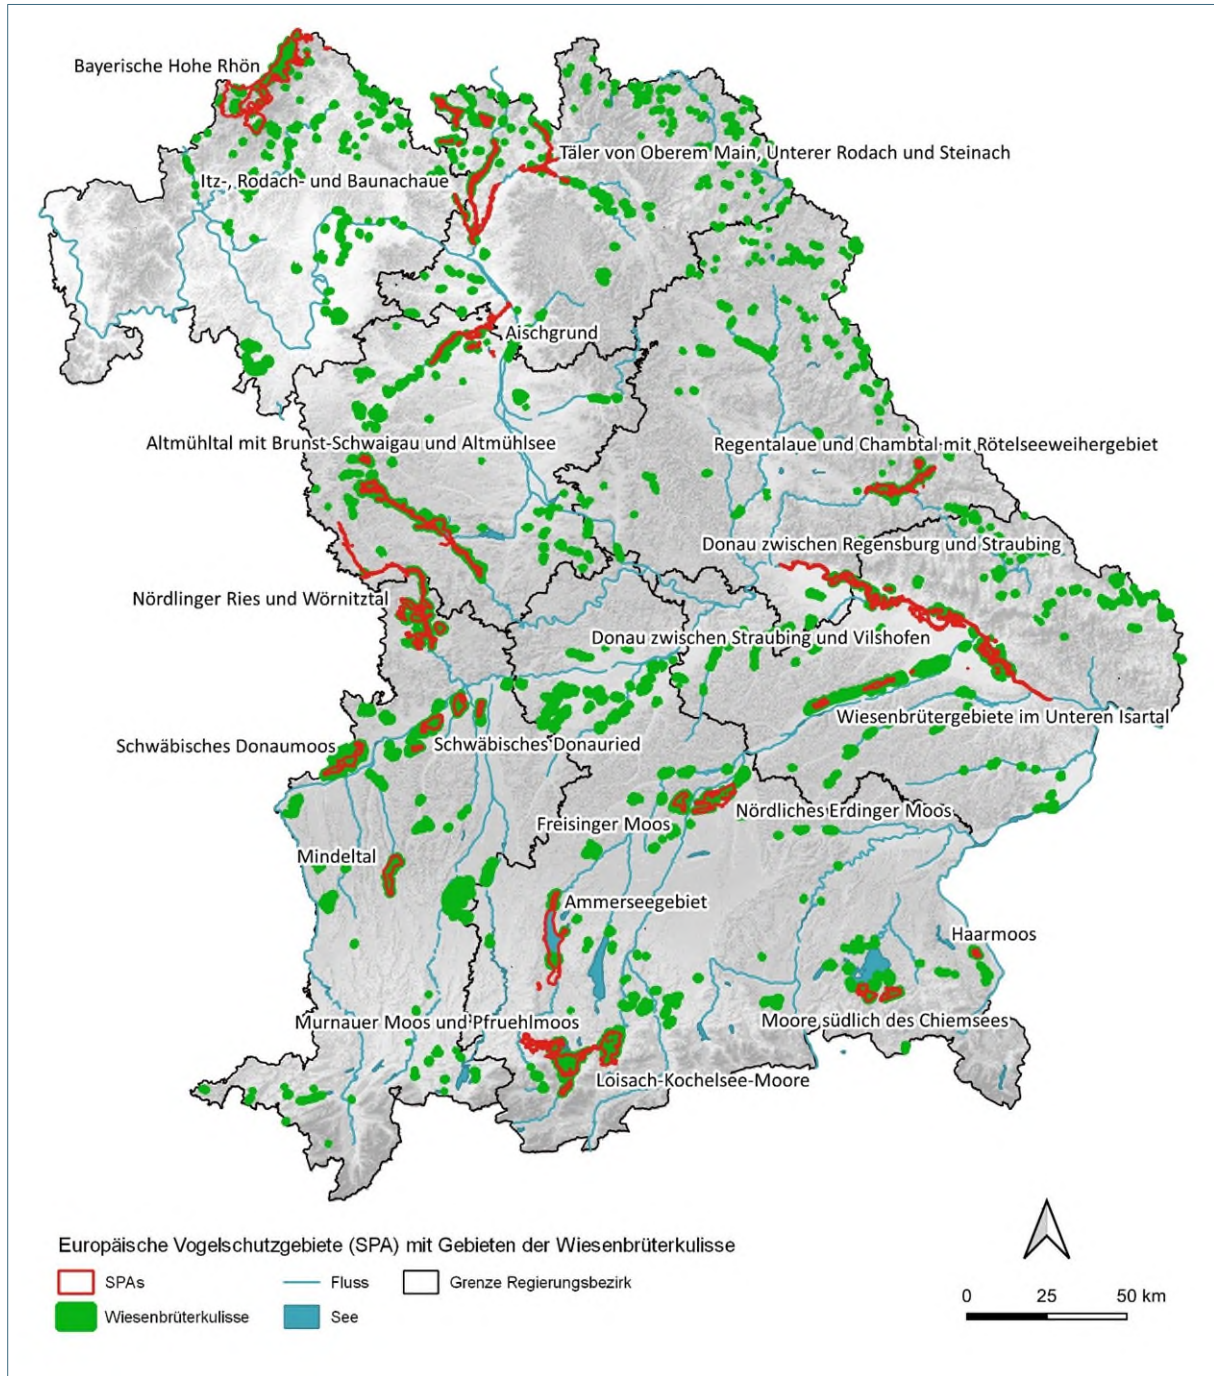 Bayerische Hohe Rhön
Täler von Oberem Main, Unterer Rodach und Steinach
Itz-, Rodach- und Baunachaue
Aischgrund
Altmühltal mit Brunst-Schwaigau und Altmühlsee
Regentalaue und Chambtal mit Rötelseeweihergebiet
Donau zwischen Regensburg und Straubing
Nördlinger Ries und Wörnitztal
Donau zwischen Straubing und Vilshofen
Wiesenbrütergebiete im Unteren Isartal
Schwäbisches Donaumoos
Schwäbisches Donauried
Nördliches Erdinger Moos
Freisinger Moos
Mindeltal
Ammerseegebiet
Haarmoos
Murnauer Moos und Pfruehlmoos
Moore südlich des Chiemsees
Loisach-Kochelsee-Moore
Europäische Vogelschutzgebiete (SPA) mit Gebieten der Wiesenbrüterkulisse
SPAs
Fluss
Grenze Regierungsbezirk
Wiesenbrüterkulisse
See
0 25 50 km